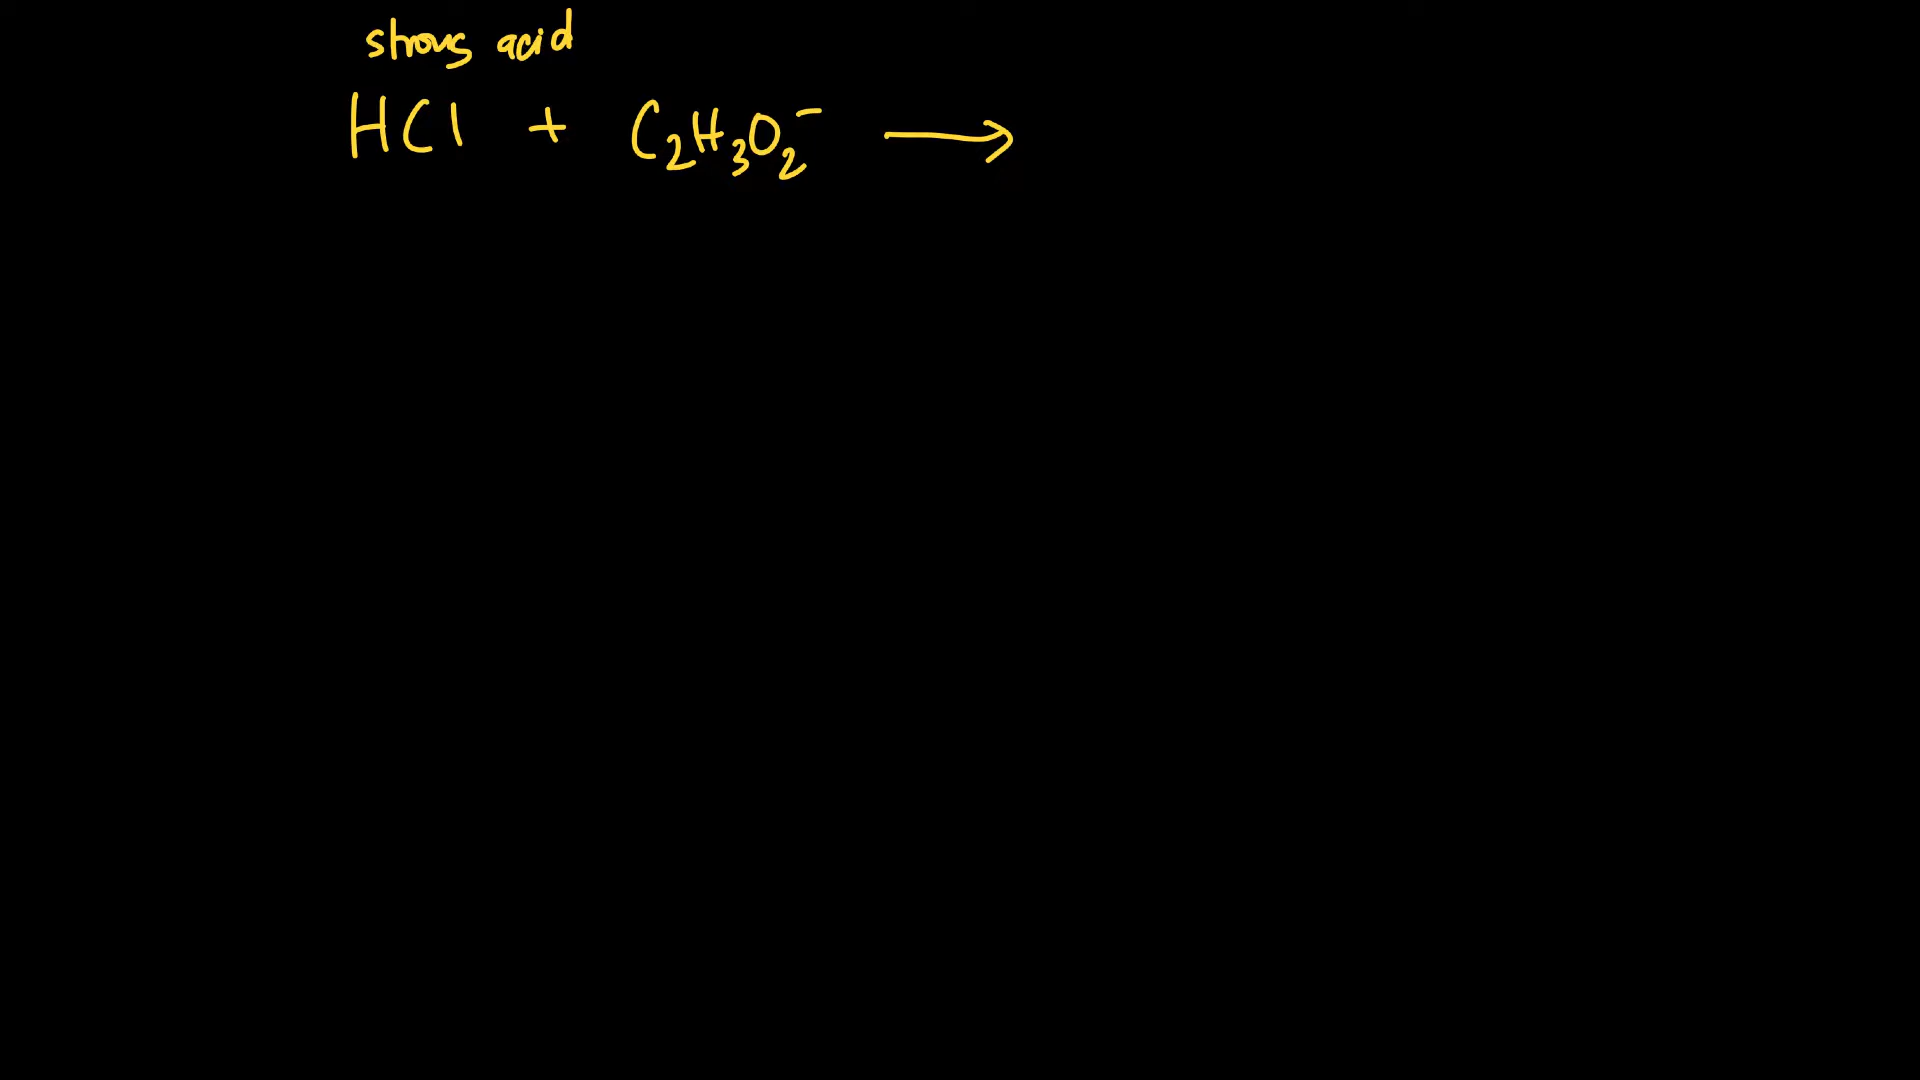 strong acid
HCl + C₂H₃O₂⁻ ⟶